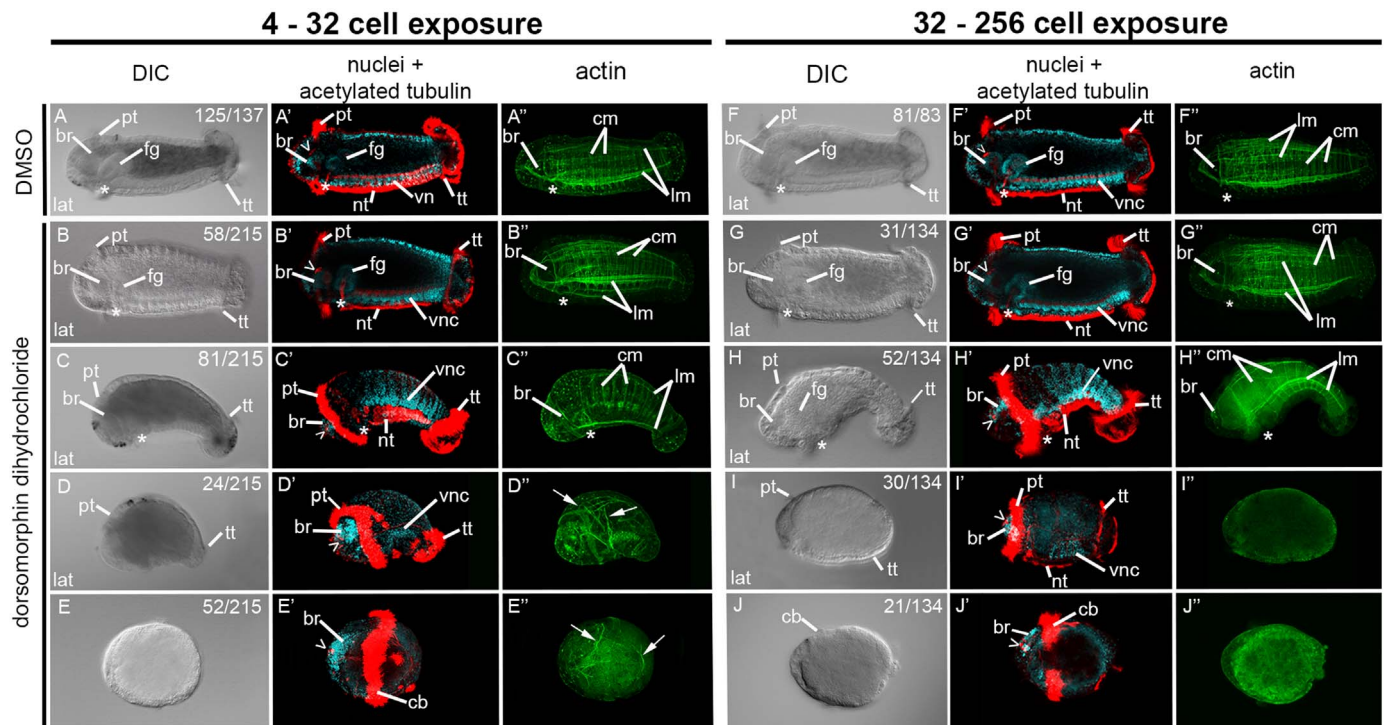 4 - 32 cell exposure
32 - 256 cell exposure
DIC
nuclei +
acetylated tubulin
actin
DIC
nuclei +
acetylated tubulin
actin
DMSO
dorsomorphin dihydrochloride
A
125/137
pt
br
fg
*
lat
tt
A'
pt
br
>
fg
*
nt
vn
tt
A''
br
cm
*
lm
F
81/83
pt
br
fg
*
lat
tt
F'
pt
br
>
fg
*
nt
vnc
tt
F''
br
lm
cm
*
B
58/215
pt
br
fg
*
lat
tt
B'
pt
br
>
fg
*
nt
vnc
tt
B''
br
cm
*
lm
G
31/134
pt
br
fg
*
lat
tt
G'
pt
br
>
fg
*
nt
vnc
tt
G''
br
cm
*
lm
C
81/215
pt
br
*
lat
tt
C'
vnc
pt
br
>
nt
tt
C''
cm
lm
br
*
H
52/134
pt
br
fg
*
lat
tt
H'
pt
vnc
br
>
*
nt
tt
H''
cm
lm
br
*
D
24/215
pt
lat
tt
D'
pt
vnc
br
>
tt
D''
I
30/134
pt
lat
tt
I'
pt
tt
>
br
nt
vnc
I''
E
52/215
E'
br
>
cb
E''
J
21/134
cb
J'
cb
br
>
J''